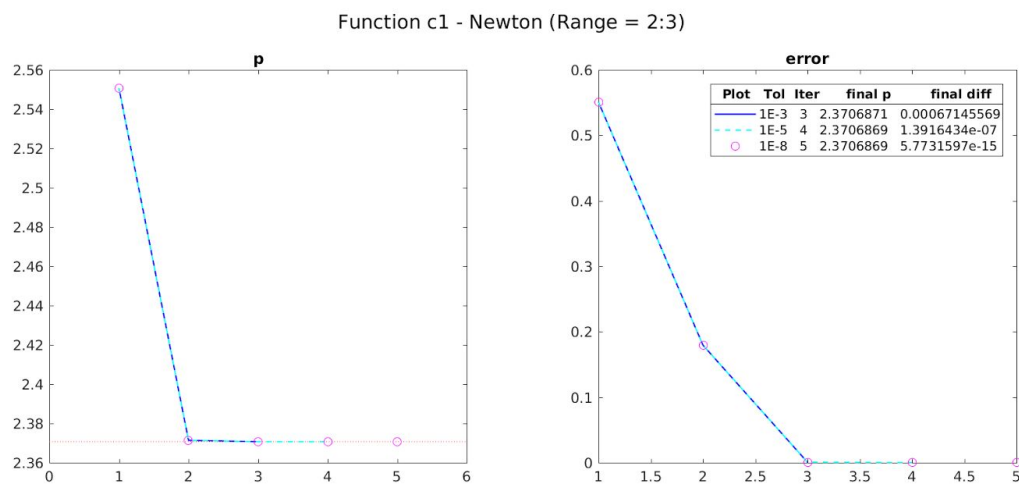 Function c1 - Newton (Range = 2:3)
p
2.56
2.54
2.52
2.5
2.48
2.46
2.44
2.42
2.4
2.38
2.36
0 1 2 3 4 5 6
error
0.6
0.5
0.4
0.3
0.2
0.1
0
1 1.5 2 2.5 3 3.5 4 4.5 5
Plot Tol Iter final p final diff
1E-3 3 2.3706871 0.00067145569
1E-5 4 2.3706869 1.3916434e-07
1E-8 5 2.3706869 5.7731597e-15